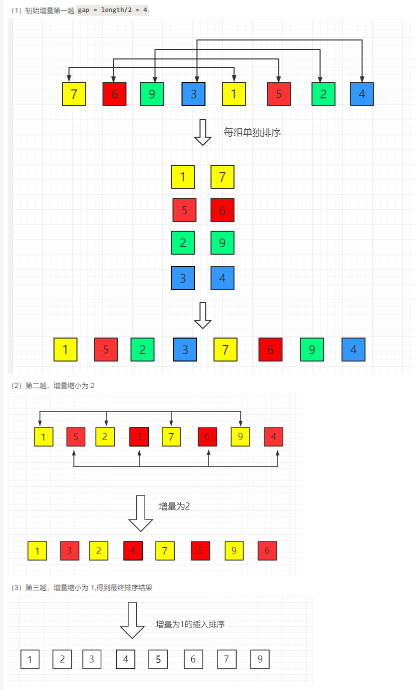 （1）初始增量第一趟 gap = length/2 = 4
7 6 9 3 1 5 2 4
每组单独排序
1 7
5 6
2 9
3 4
1 5 2 3 7 6 9 4
（2）第二趟，增量缩小为 2
1 5 2 3 7 6 9 4
增量为2
1 3 2 4 7 5 9 6
（3）第三趟，增量缩小为 1,得到最终排序结果
增量为1的插入排序
1 2 3 4 5 6 7 9